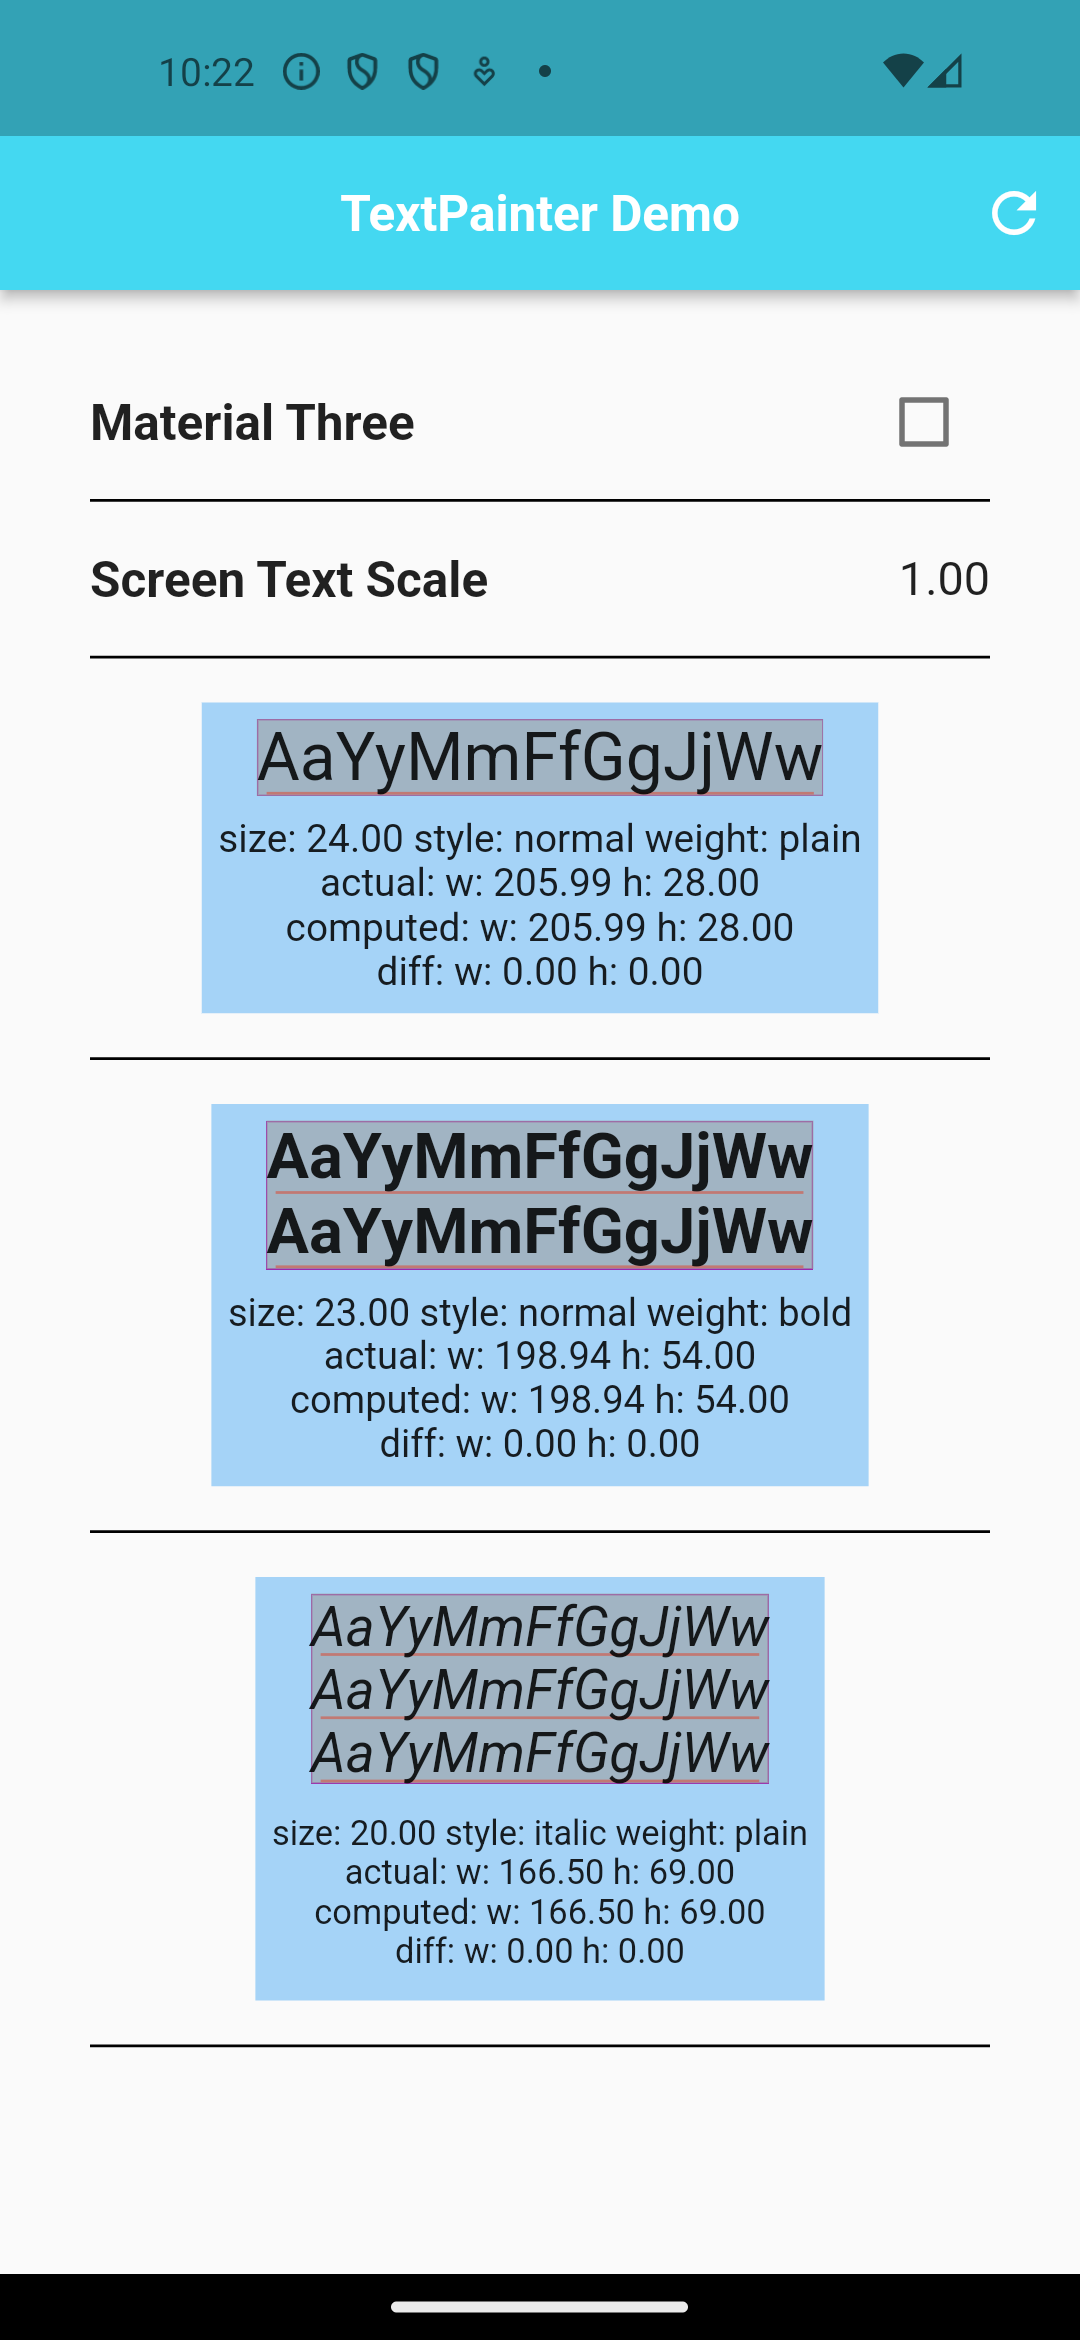 10:22
TextPainter Demo
Material Three
Screen Text Scale 1.00
AaYyMmFfGgJjWw
size: 24.00 style: normal weight: plain
actual: w: 205.99 h: 28.00
computed: w: 205.99 h: 28.00
diff: w: 0.00 h: 0.00
AaYyMmFfGgJjWw
AaYyMmFfGgJjWw
size: 23.00 style: normal weight: bold
actual: w: 198.94 h: 54.00
computed: w: 198.94 h: 54.00
diff: w: 0.00 h: 0.00
AaYyMmFfGgJjWw
AaYyMmFfGgJjWw
AaYyMmFfGgJjWw
size: 20.00 style: italic weight: plain
actual: w: 166.50 h: 69.00
computed: w: 166.50 h: 69.00
diff: w: 0.00 h: 0.00